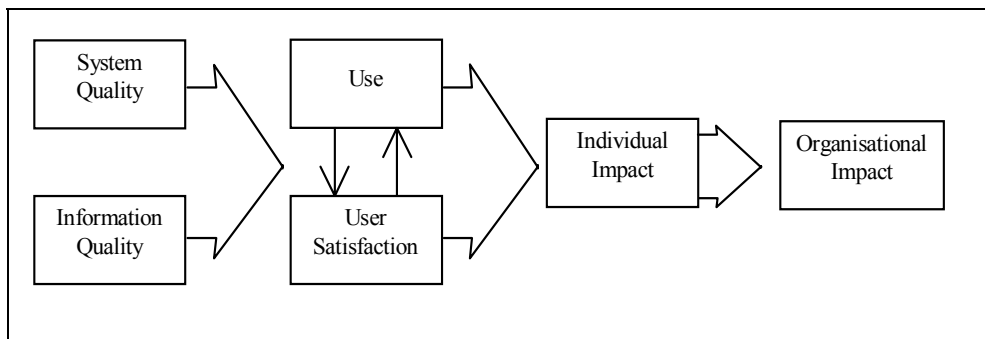 System
Quality
Use
Information
Quality
User
Satisfaction
Individual
Impact
Organisational
Impact